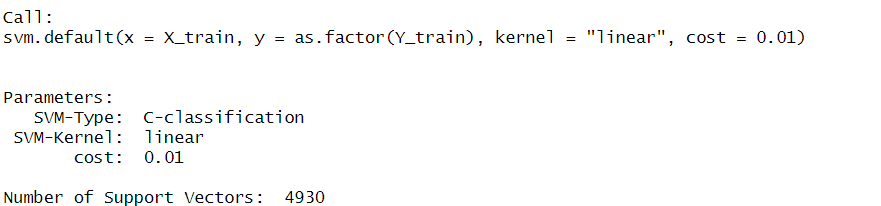 Call:
svm.default(x = X_train, y = as.factor(Y_train), kernel = "linear", cost = 0.01)
Parameters:
SVM-Type: C-classification
SVM-Kernel: linear
cost: 0.01
Number of Support Vectors: 4930